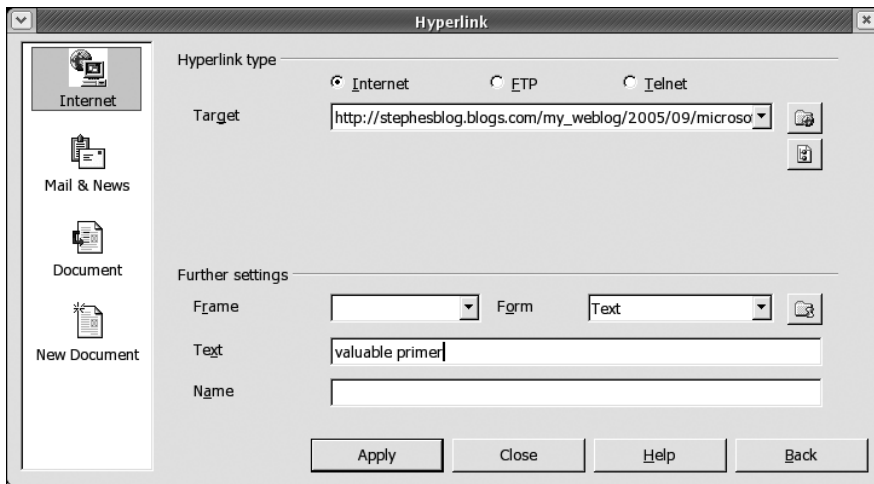 Hyperlink
Internet
Mail & News
Document
New Document
Hyperlink type
Internet FTP Telnet
Target http://stephesblog.blogs.com/my_weblog/2005/09/microso
Further settings
Frame Form Text
Text valuable primer
Name
Apply Close Help Back